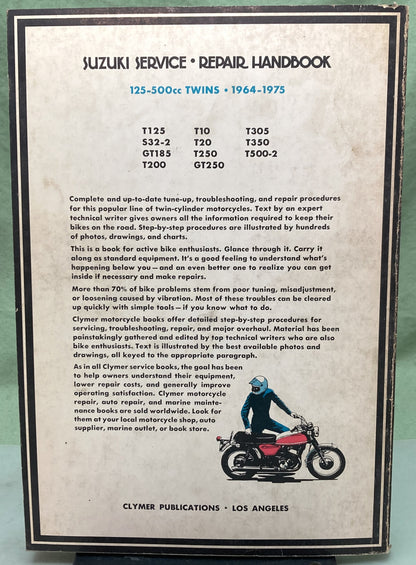 SUZUKI SERVICE • REPAIR HANDBOOK
125-500cc TWINS • 1964-1975
T125 T10 T305
S32-2 T20 T350
GT185 T250 T500-2
T200 GT250
Complete and up-to-date tune-up, troubleshooting, and repair procedures
for this popular line of twin-cylinder motorcycles. Text by an expert
technical writer gives owners all the information required to keep their
bikes on the road. Step-by-step procedures are illustrated by hundreds
of photos, drawings, and charts.
This is a book for active bike enthusiasts. Glance through it. Carry it
along as standard equipment. It's a good feeling to understand what's
happening below you — and an even better one to realize you can get
inside if necessary and make repairs.
More than 70% of bike problems stem from poor tuning, misadjustment,
or loosening caused by vibration. Most of these troubles can be cleared
up quickly with simple tools — if you know what to do.
Clymer motorcycle books offer detailed step-by-step procedures for
servicing, troubleshooting, repair, and major overhaul. Material has been
painstakingly gathered and edited by top technical writers who are also
bike enthusiasts. Text is illustrated by the best available photos and
drawings, all keyed to the appropriate paragraph.
As in all Clymer service books, the goal has been
to help owners understand their equipment,
lower repair costs, and generally improve
operating satisfaction. Clymer motorcycle
repair, auto repair, and marine mainte-
nance books are sold worldwide. Look for
them at your local motorcycle shop, auto
supplier, marine outlet, or book store.
CLYMER PUBLICATIONS • LOS ANGELES